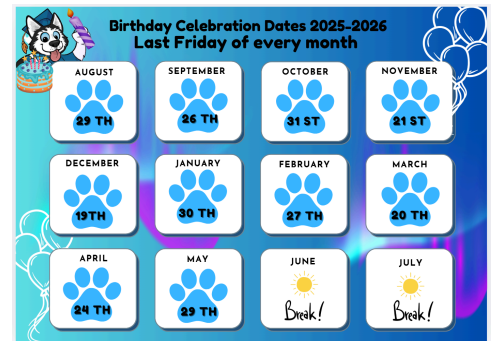 Birthday Celebration Dates 2025-2026
Last Friday of every month
AUGUST
29 TH
SEPTEMBER
26 TH
OCTOBER
31 ST
NOVEMBER
21 ST
DECEMBER
19TH
JANUARY
30 TH
FEBRUARY
27 TH
MARCH
20 TH
APRIL
24 TH
MAY
29 TH
JUNE
Break!
JULY
Break!